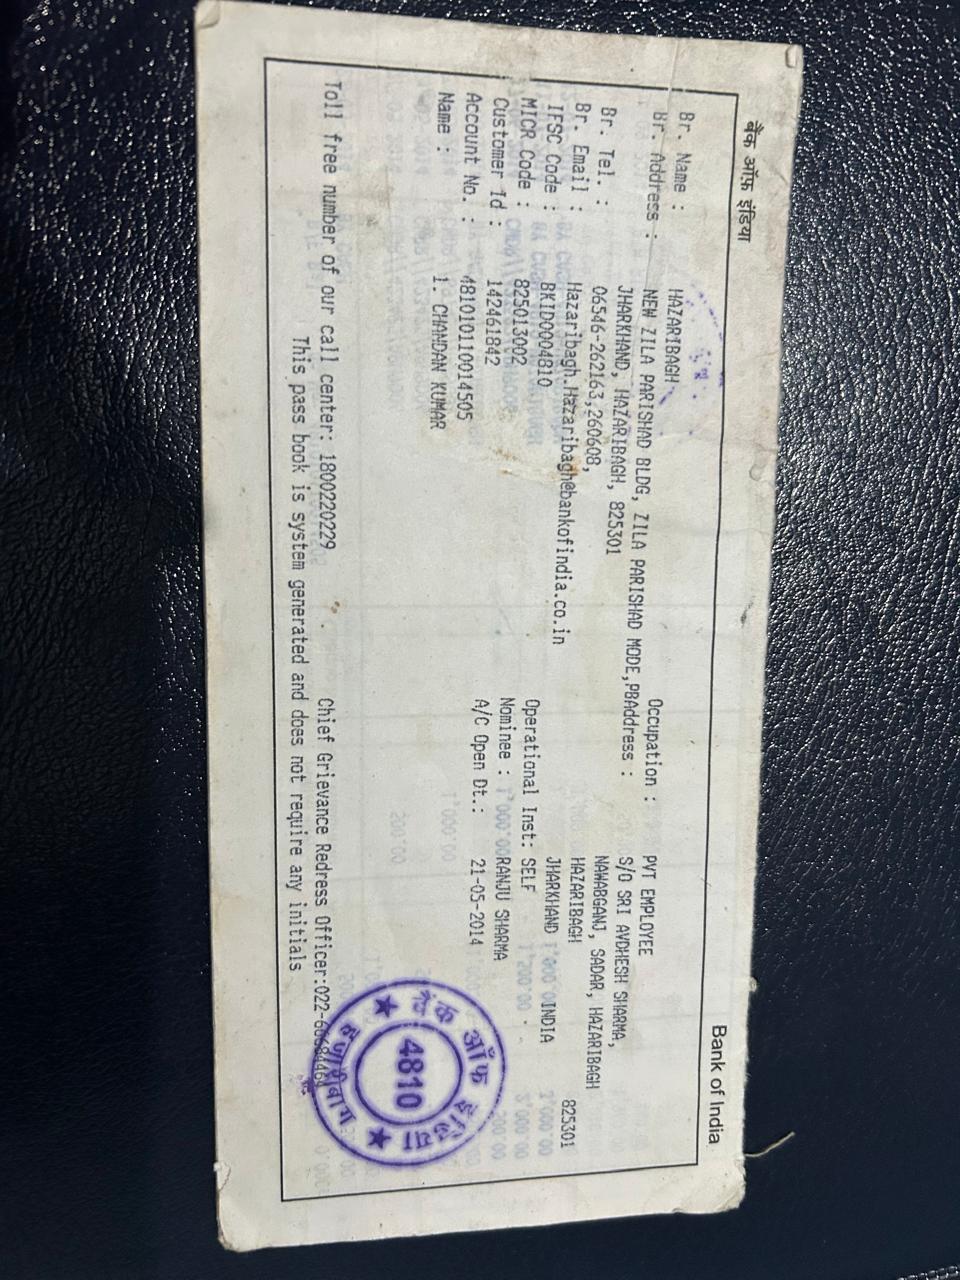 बैंक ऑफ़ इंडिया Bank of India
Br. Name : HAZARIBAGH
Br. Address : NEW ZILA PARISHAD BLDG, ZILA PARISHAD MODE,
JHARKHAND, HAZARIBAGH, 825301
Br. Tel. : 06546-262163,260608,
Br. Email : Hazaribagh.Hazaribagh@bankofindia.co.in
IFSC Code : BKID0004810
MICR Code : 825013002
Customer Id : 142461842
Account No. : 481010110014505
Name : 1. CHANDAN KUMAR
Occupation : PVT EMPLOYEE
PBAddress : S/O SRI AVDHESH SHARMA,
NAWABGANJ, SADAR, HAZARIBAGH
HAZARIBAGH 825301
JHARKHAND INDIA
Operational Inst: SELF
Nominee : RANJU SHARMA
A/C Open Dt.: 21-05-2014
Toll free number of our call center: 1800220229 Chief Grievance Redress Officer:022-66684464
This pass book is system generated and does not require any initials
बैंक ऑफ इंडिया
4810
हजारीबाग